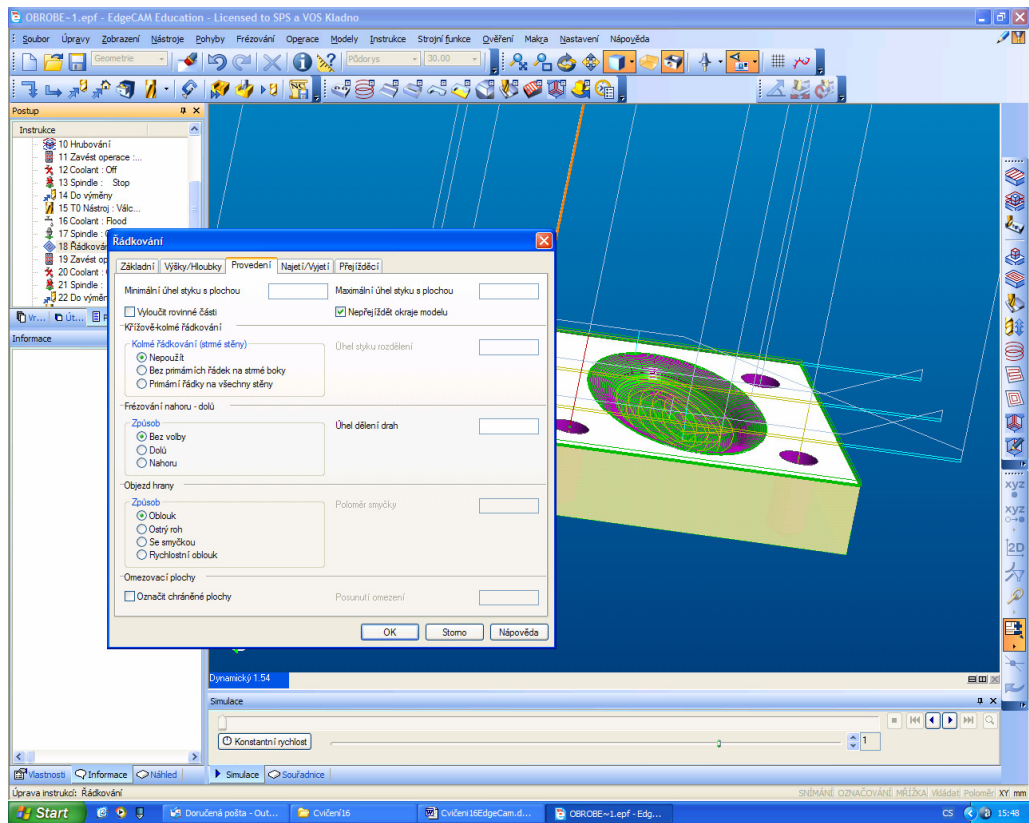 OBROBE~1.epf - EdgeCAM Education - Licensed to SPS a VOS Kladno
Soubor Úpravy Zobrazení Nástroje Pohyby Frézování Operace Modely Instrukce Strojní funkce Ověření Makra Nastavení Nápověda
Geometrie Půdorys 30.00
Postup
Instrukce
10 Hrubování
11 Zavést operace :...
12 Coolant : Off
13 Spindle : Stop
14 Do výměny
15 T0 Nástroj : Válc...
16 Coolant : Flood
17 Spindle :
18 Řádková
19 Zavést op
20 Coolant :
21 Spindle :
22 Do výměn
Vr... Út...
Informace
Řádkování
Základní Výšky/Hloubky Provedení Najetí/Vyjetí Přejížděcí
Minimální úhel styku s plochou Maximální úhel styku s plochou
Vyloučit rovinné části Nepřejíždět okraje modelu
Křížově-kolmé řádkování
Kolmé řádkování (strmé stěny) Úhel styku rozdělení
Nepoužít
Bez primárních řádek na strmé boky
Primární řádky na všechny stěny
Frézování nahoru - dolů
Způsob Úhel dělení drah
Bez volby
Dolů
Nahoru
Objezd hrany
Způsob Poloměr smyčky
Oblouk
Ostrý roh
Se smyčkou
Rychlostní oblouk
Omezovací plochy
Označit chráněné plochy Posunutí omezení
OK Storno Nápověda
xyz
xyz
2D
Dynamický 1.54
Simulace
Konstantní rychlost 1
Vlastnosti Informace Náhled Simulace Souřadnice
Úprava instrukcí: Řádkování SNÍMÁNÍ OZNAČOVÁNÍ MŘÍŽKA Vkládat Poloměr XY mm
Start Doručená pošta - Out... Cvičení16 Cvičení16EdgeCam.d... OBROBE~1.epf - Edg... CS 15:48